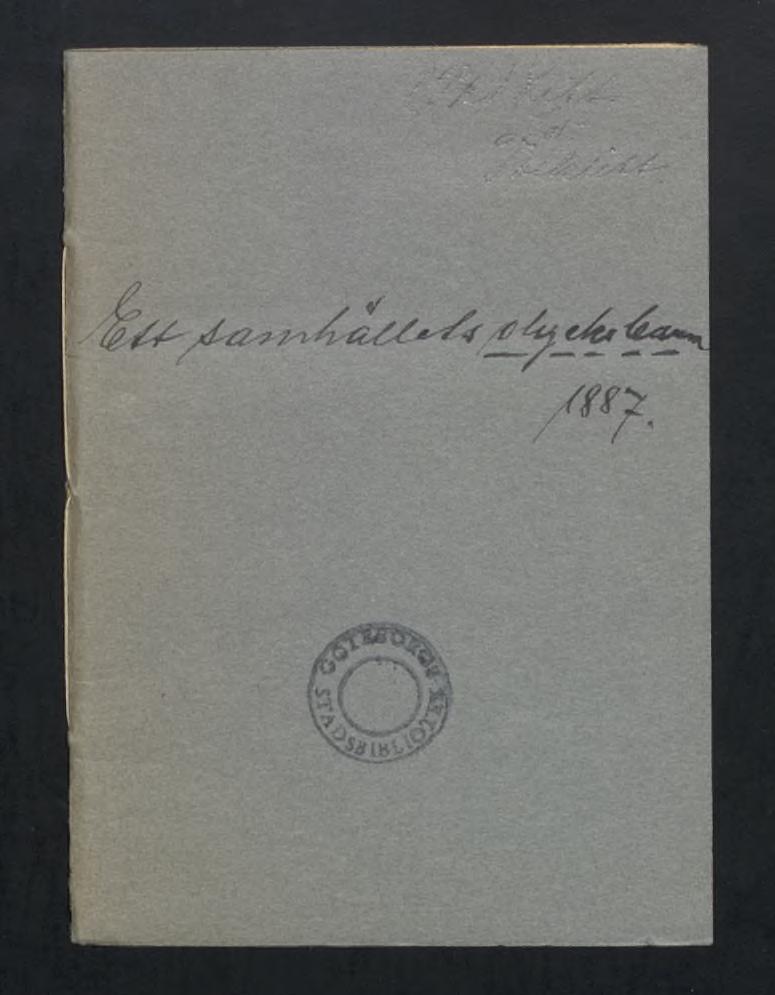 Ett samhällets olycksbarn
1887.
GÖTEBORGS STADSBIBLIOTEK